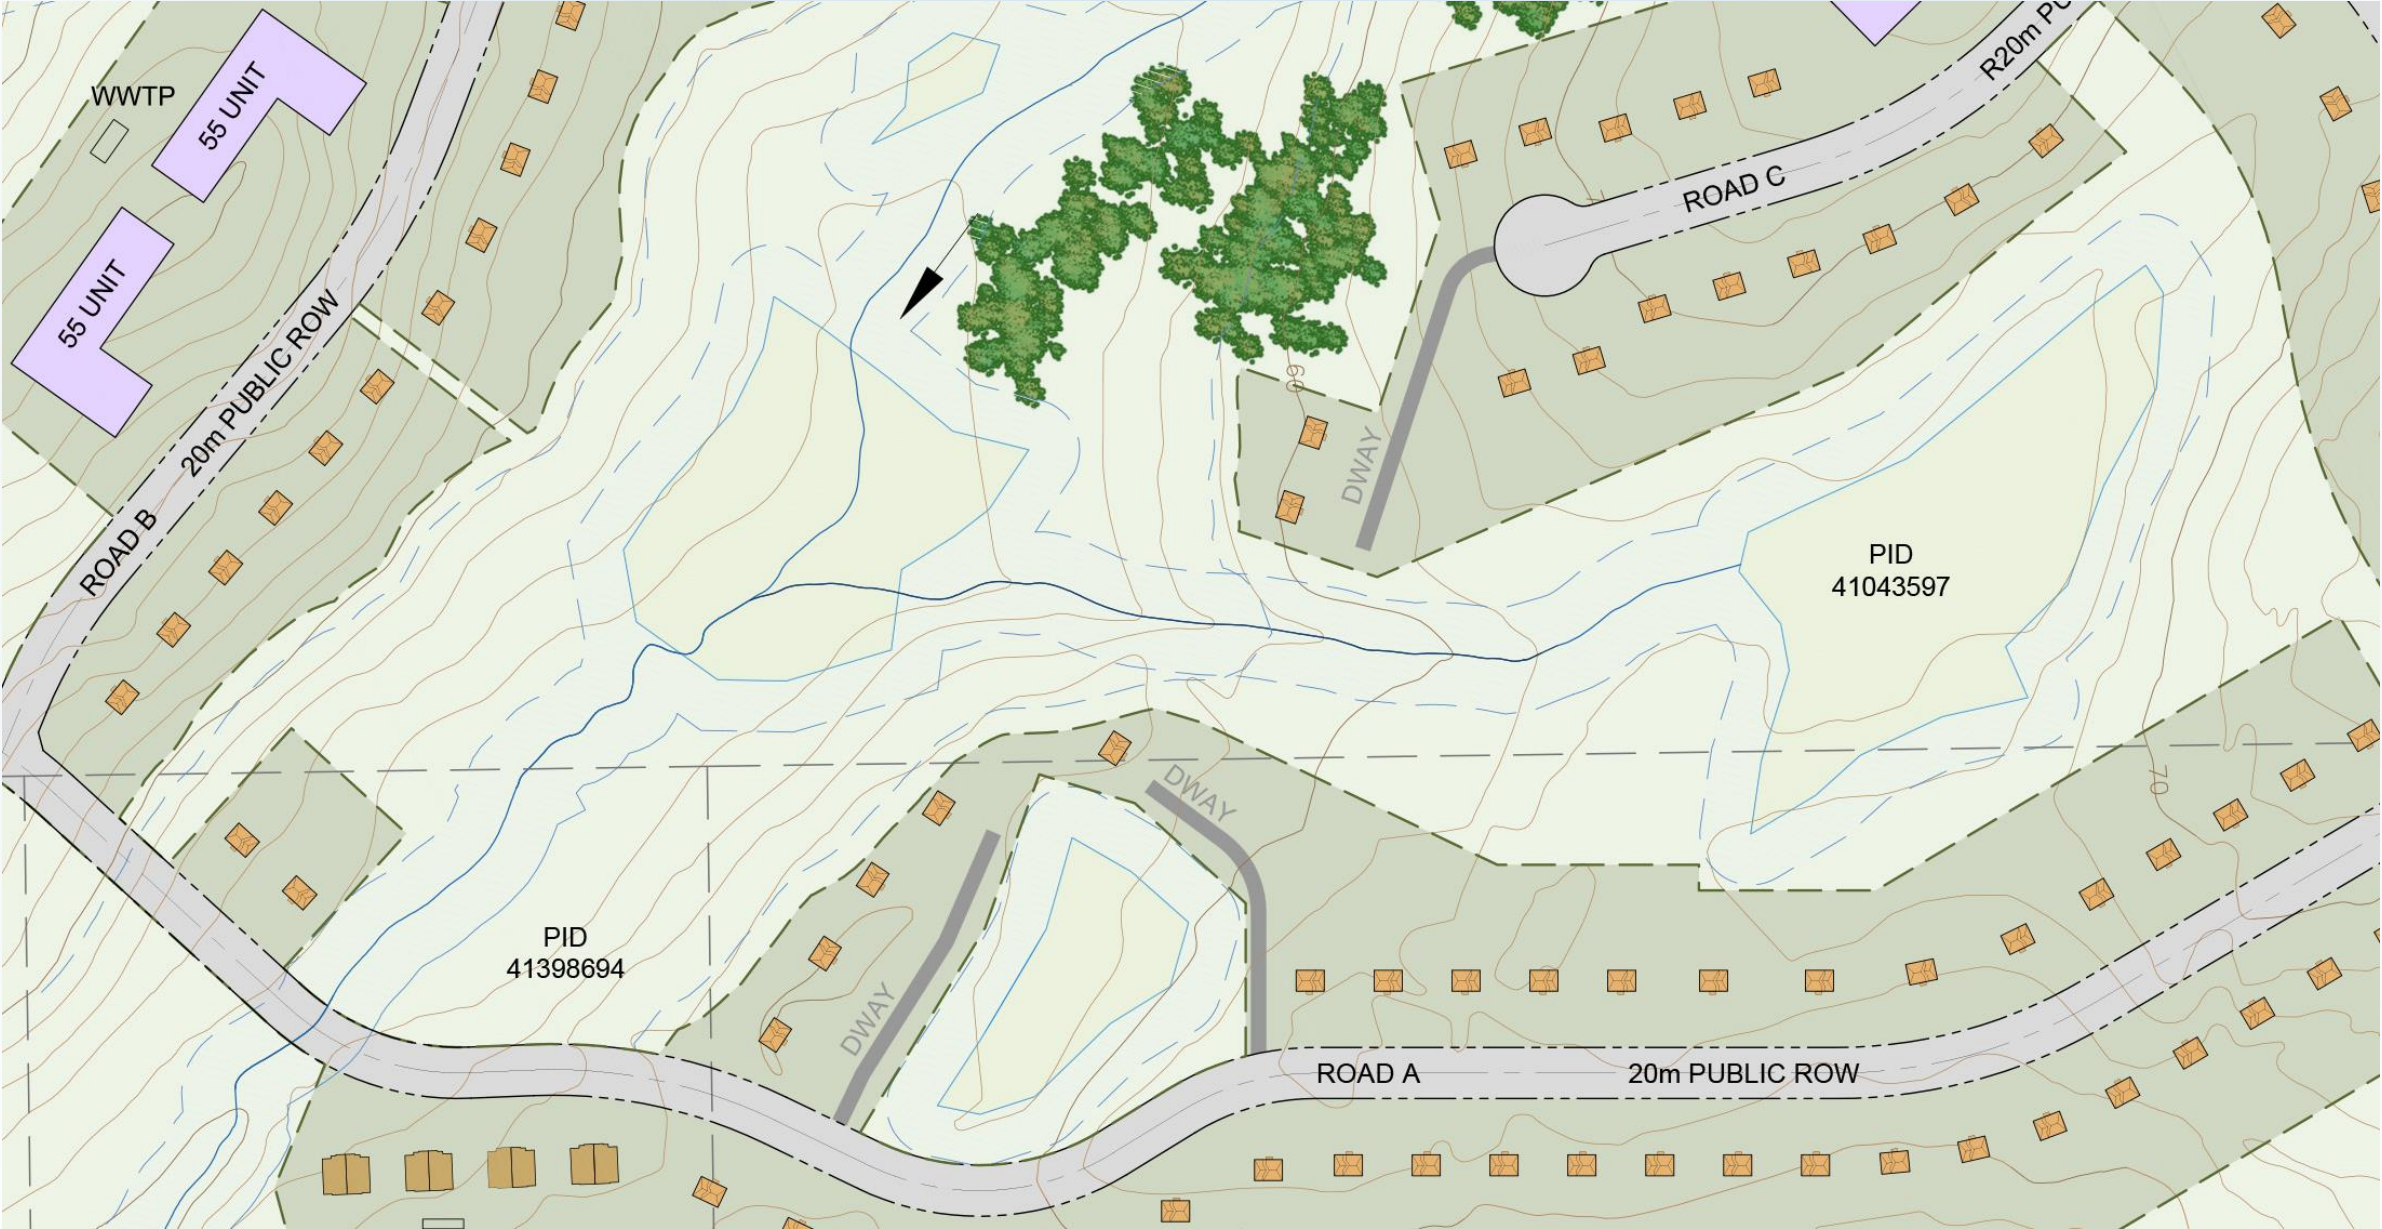 WWTP
55 UNIT
55 UNIT
20m PUBLIC ROW
ROAD B
R20m PU
ROAD C
60
DWAY
PID
41043597
DWAY
70
PID
41398694
DWAY
ROAD A
20m PUBLIC ROW